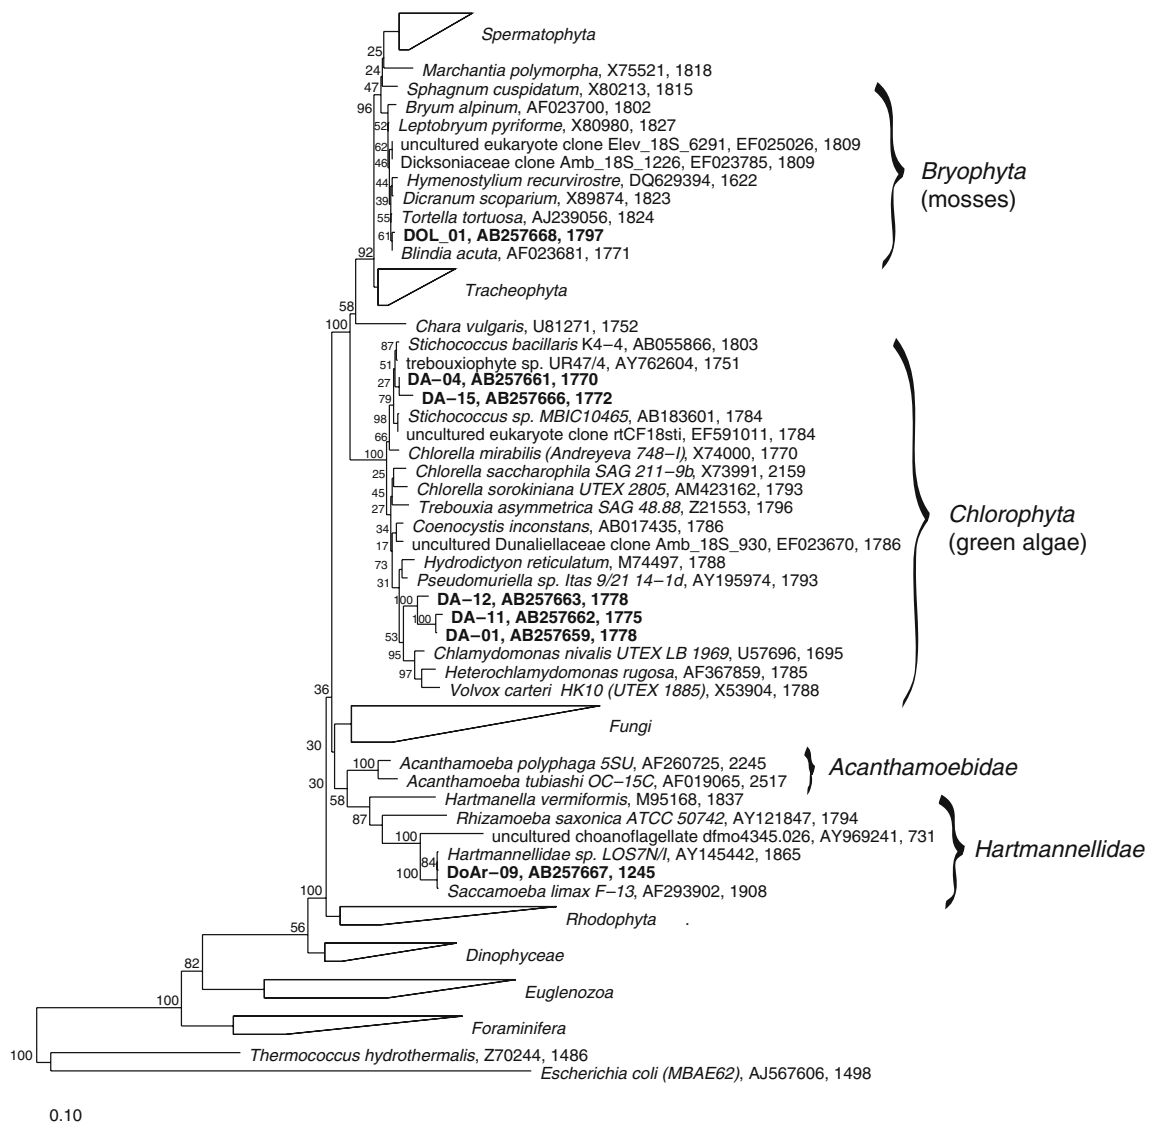 Spermatophyta
25
Marchantia polymorpha, X75521, 1818
24
Sphagnum cuspidatum, X80213, 1815
47
Bryum alpinum, AF023700, 1802
96
Leptobryum pyriforme, X80980, 1827
52
uncultured eukaryote clone Elev_18S_6291, EF025026, 1809
62
Dicksoniaceae clone Amb_18S_1226, EF023785, 1809
46
Hymenostylium recurvirostre, DQ629394, 1622
44
Dicranum scoparium, X89874, 1823
39
Tortella tortuosa, AJ239056, 1824
55
DOL_01, AB257668, 1797
61
Blindia acuta, AF023681, 1771
Bryophyta
(mosses)
92
Tracheophyta
58
100
Chara vulgaris, U81271, 1752
Stichococcus bacillaris K4−4, AB055866, 1803
87
trebouxiophyte sp. UR47/4, AY762604, 1751
51
DA−04, AB257661, 1770
27
DA−15, AB257666, 1772
79
Stichococcus sp. MBIC10465, AB183601, 1784
98
uncultured eukaryote clone rtCF18sti, EF591011, 1784
66
Chlorella mirabilis (Andreyeva 748−I), X74000, 1770
100
Chlorella saccharophila SAG 211−9b, X73991, 2159
25
Chlorella sorokiniana UTEX 2805, AM423162, 1793
45
Trebouxia asymmetrica SAG 48.88, Z21553, 1796
27
Coenocystis inconstans, AB017435, 1786
34
uncultured Dunaliellaceae clone Amb_18S_930, EF023670, 1786
17
Hydrodictyon reticulatum, M74497, 1788
73
Pseudomuriella sp. Itas 9/21 14−1d, AY195974, 1793
31
DA−12, AB257663, 1778
100
DA−11, AB257662, 1775
100
DA−01, AB257659, 1778
53
Chlamydomonas nivalis UTEX LB 1969, U57696, 1695
95
Heterochlamydomonas rugosa, AF367859, 1785
97
Volvox carteri HK10 (UTEX 1885), X53904, 1788
Chlorophyta
(green algae)
36
Fungi
30
Acanthamoeba polyphaga 5SU, AF260725, 2245
100
Acanthamoeba tubiashi OC−15C, AF019065, 2517
Acanthamoebidae
30
58
Hartmanella vermiformis, M95168, 1837
87
Rhizamoeba saxonica ATCC 50742, AY121847, 1794
100
uncultured choanoflagellate dfmo4345.026, AY969241, 731
Hartmannellidae sp. LOS7N/I, AY145442, 1865
84
100
DoAr−09, AB257667, 1245
Saccamoeba limax F−13, AF293902, 1908
Hartmannellidae
100
Rhodophyta
.
56
Dinophyceae
82
Euglenozoa
100
Foraminifera
100
Thermococcus hydrothermalis, Z70244, 1486
Escherichia coli (MBAE62), AJ567606, 1498
0.10